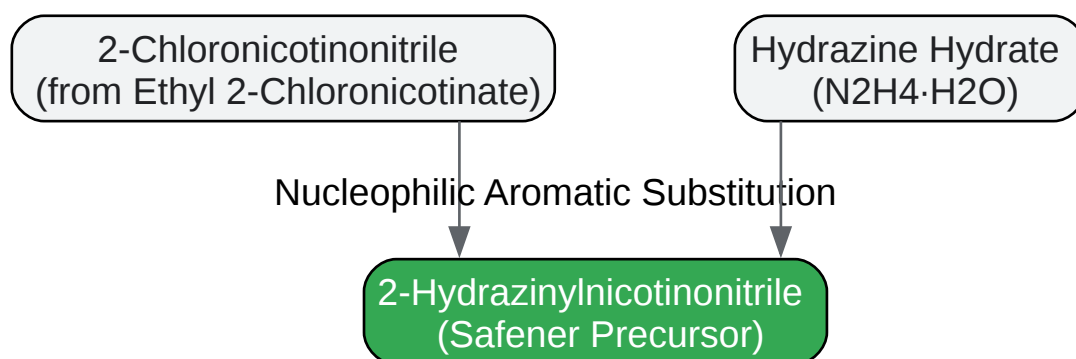 2-Chloronicotinonitrile
(from Ethyl 2-Chloronicotinate)
Hydrazine Hydrate
(N2H4·H2O)
Nucleophilic Aromatic Substitution
2-Hydrazinylnicotinonitrile
(Safener Precursor)